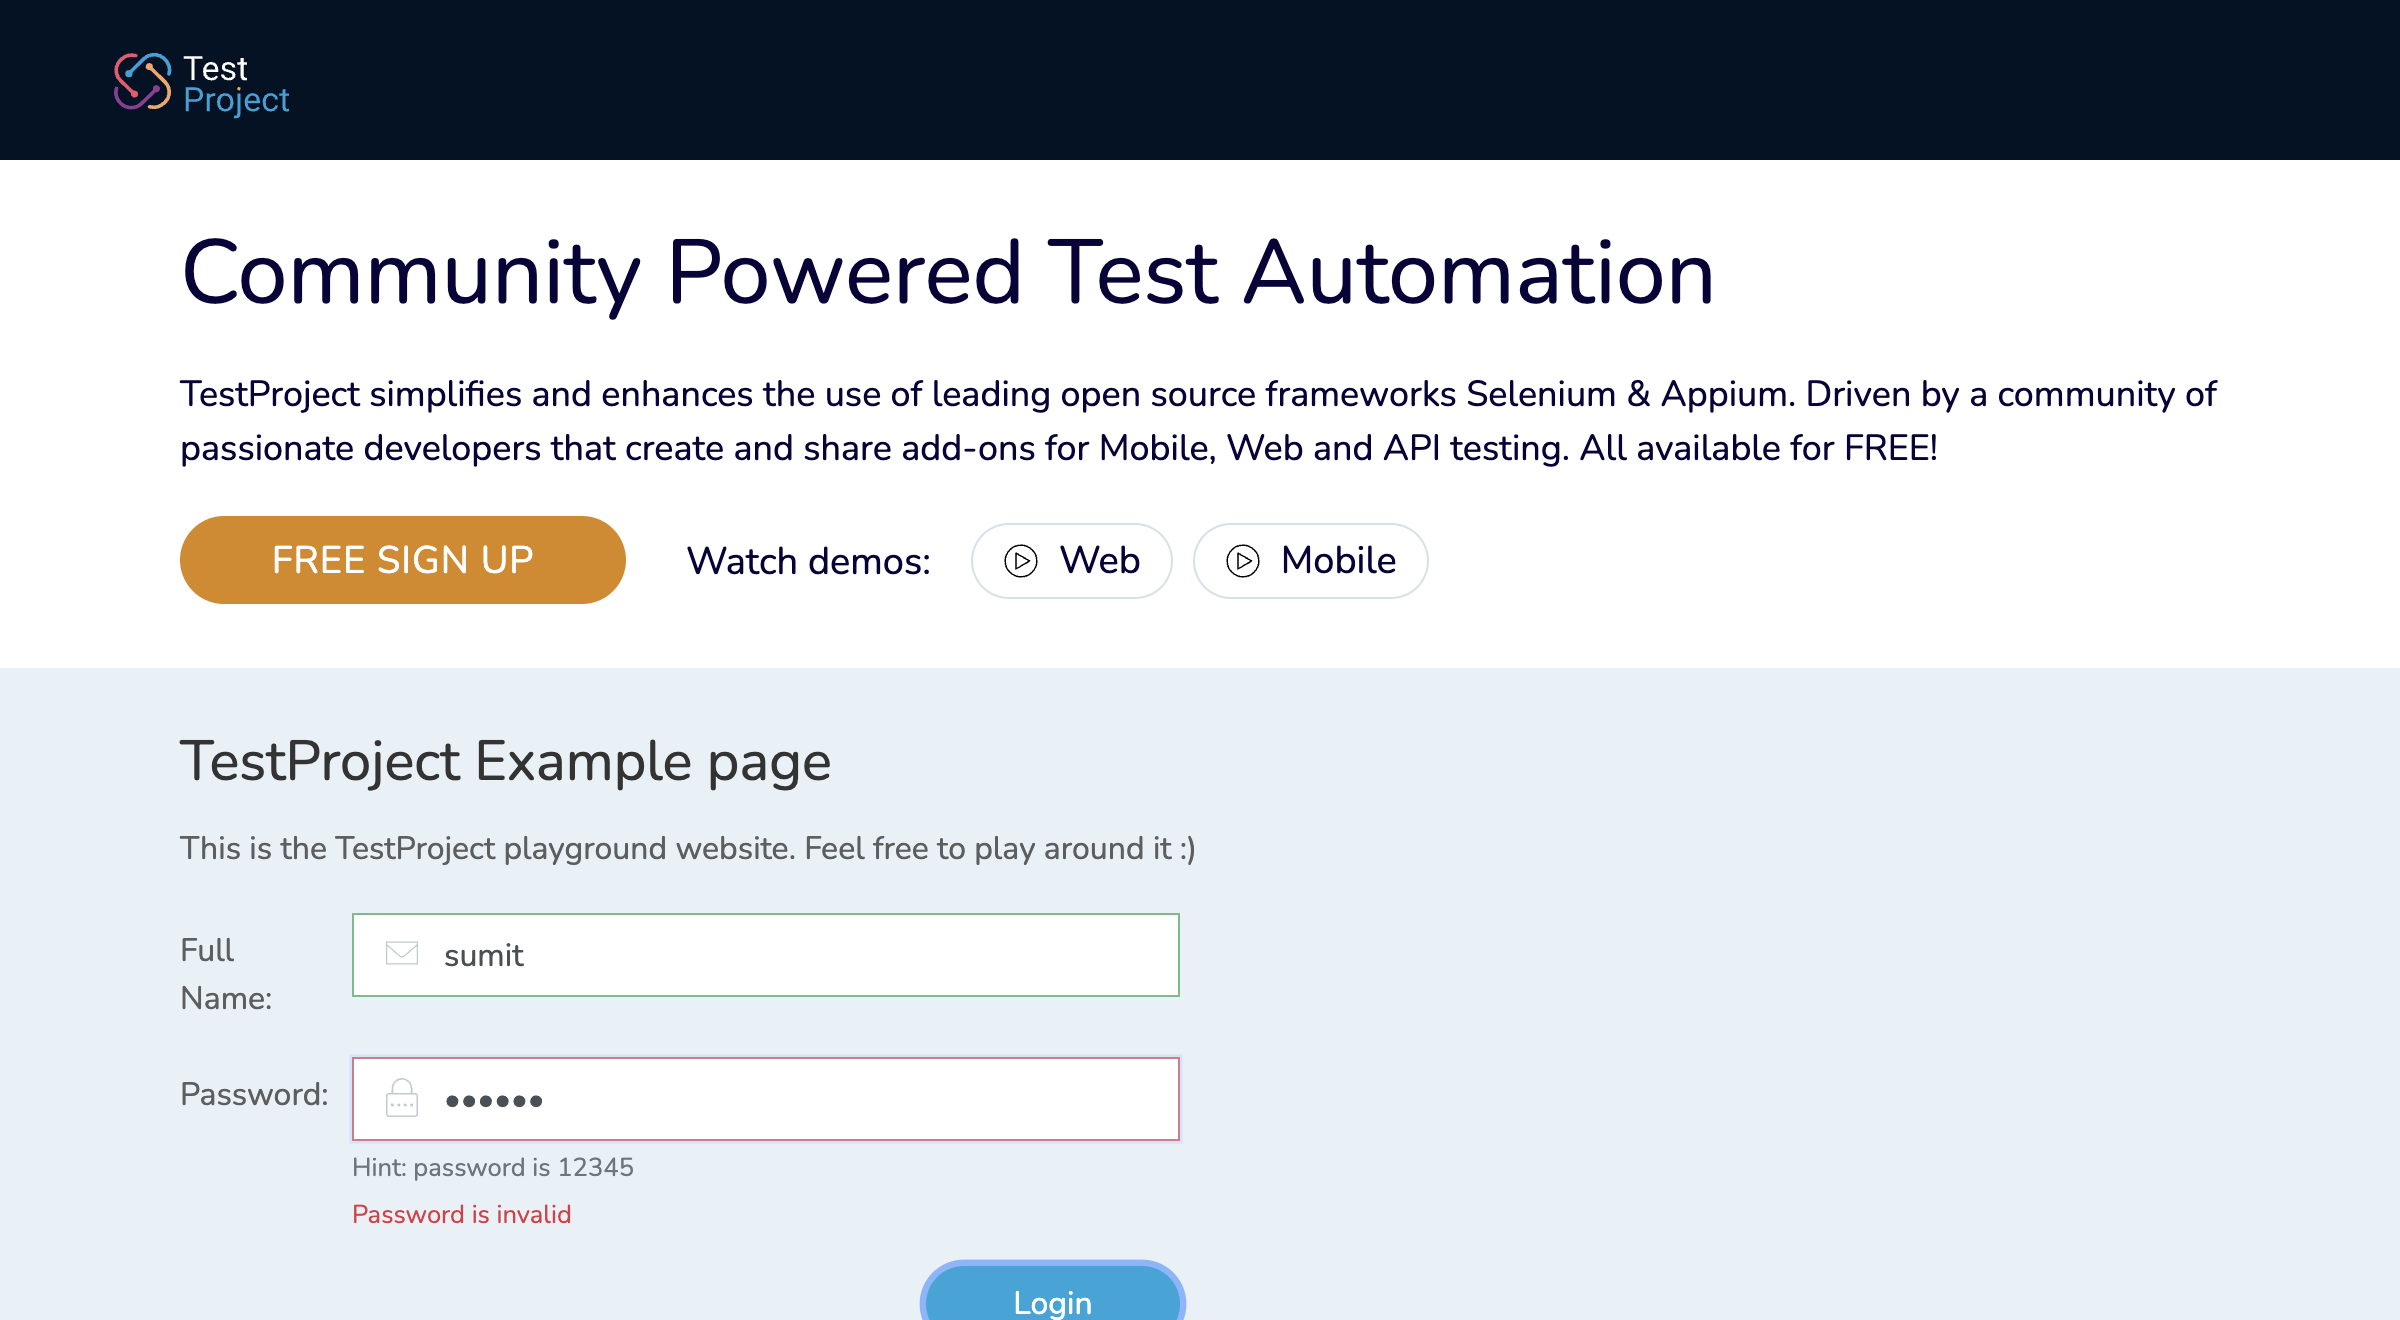 Test
Project
Community Powered Test Automation
TestProject simplifies and enhances the use of leading open source frameworks Selenium & Appium. Driven by a community of
passionate developers that create and share add-ons for Mobile, Web and API testing. All available for FREE!
FREE SIGN UP
Watch demos:
Web
Mobile
TestProject Example page
This is the TestProject playground website. Feel free to play around it :)
Full
Name:
sumit
Password:
••••••
Hint: password is 12345
Password is invalid
Login